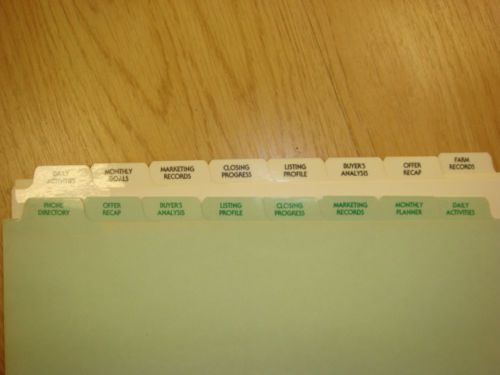 DAILY
ACTIVITIES
MONTHLY
GOALS
MARKETING
RECORDS
CLOSING
PROGRESS
LISTING
PROFILE
BUYER'S
ANALYSIS
OFFER
RECAP
FARM
RECORDS
PHONE
DIRECTORY
OFFER
RECAP
BUYER'S
ANALYSIS
LISTING
PROFILE
CLOSING
PROGRESS
MARKETING
RECORDS
MONTHLY
PLANNER
DAILY
ACTIVITIES